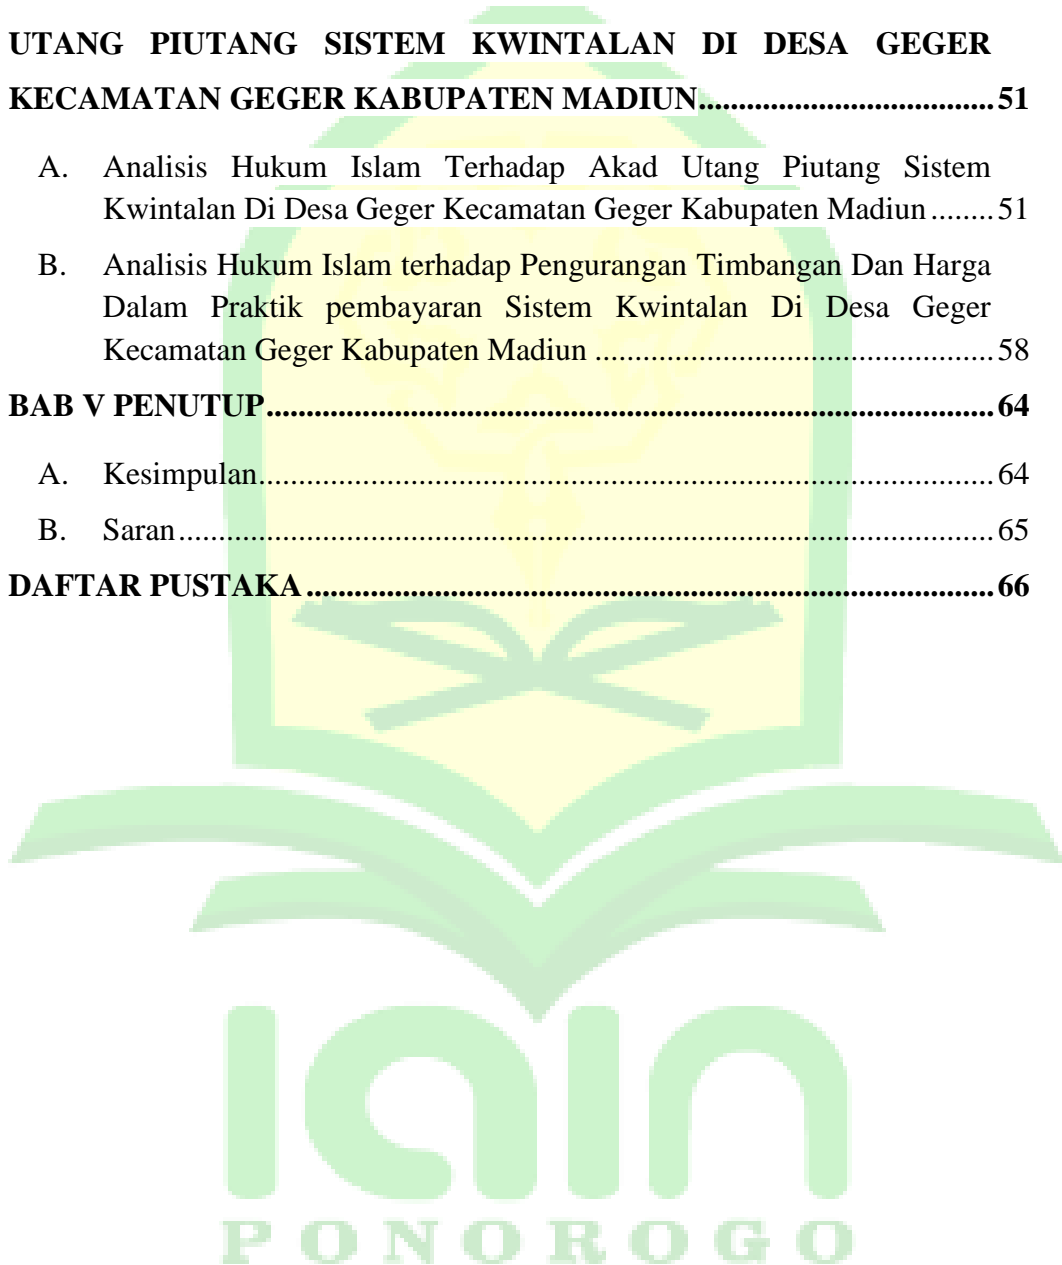 UTANG PIUTANG SISTEM KWINTALAN DI DESA GEGER
KECAMATAN GEGER KABUPATEN MADIUN.................................... 51
A. Analisis Hukum Islam Terhadap Akad Utang Piutang Sistem
Kwintalan Di Desa Geger Kecamatan Geger Kabupaten Madiun ........ 51
B. Analisis Hukum Islam terhadap Pengurangan Timbangan Dan Harga
Dalam Praktik pembayaran Sistem Kwintalan Di Desa Geger
Kecamatan Geger Kabupaten Madiun .................................................. 58
BAB V PENUTUP.......................................................................................... 64
A. Kesimpulan............................................................................................ 64
B. Saran...................................................................................................... 65
DAFTAR PUSTAKA ..................................................................................... 66
iain
PONOROGO